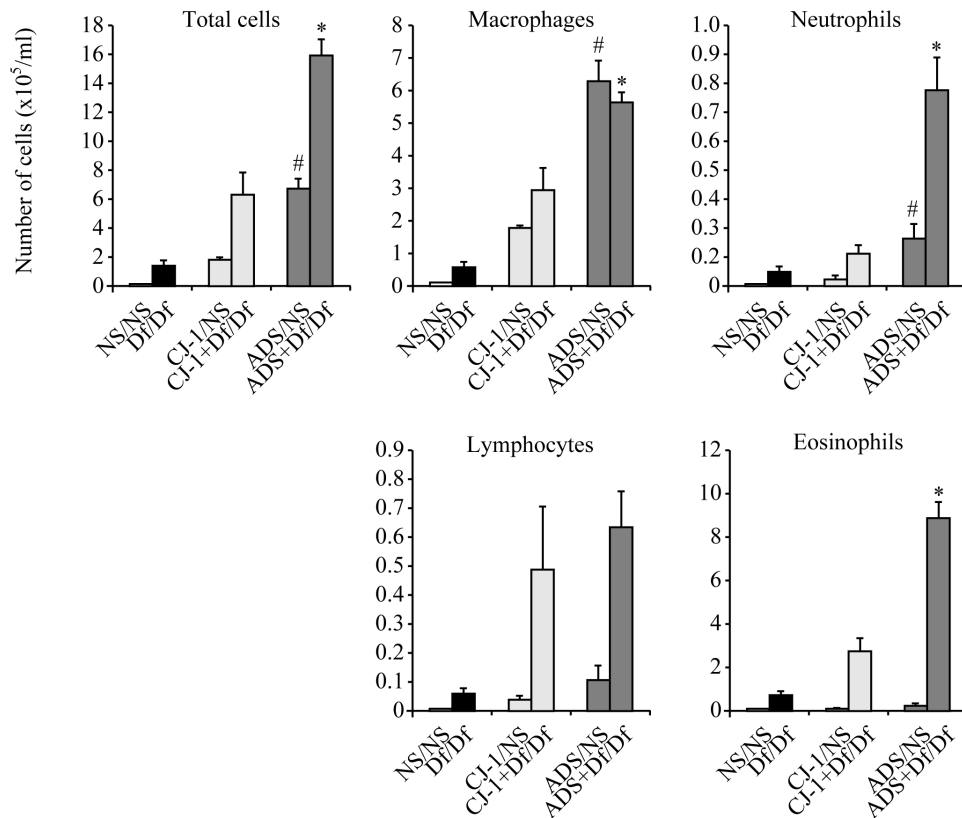 Total cells
Macrophages
Neutrophils
Number of cells (x10⁵/ml)
18
16
14
12
10
8
6
4
2
0
#
*
NS/NS
Df/Df
CJ-1/NS
CJ-1+Df/Df
ADS/NS
ADS+Df/Df
8
7
6
5
4
3
2
1
0
#
*
NS/NS
Df/Df
CJ-1/NS
CJ-1+Df/Df
ADS/NS
ADS+Df/Df
1.0
0.9
0.8
0.7
0.6
0.5
0.4
0.3
0.2
0
#
*
NS/NS
Df/Df
CJ-1/NS
CJ-1+Df/Df
ADS/NS
ADS+Df/Df
Lymphocytes
Eosinophils
0.9
0.8
0.7
0.6
0.5
0.4
0.3
0.2
0.1
0
NS/NS
Df/Df
CJ-1/NS
CJ-1+Df/Df
ADS/NS
ADS+Df/Df
12
10
8
6
4
2
0
*
NS/NS
Df/Df
CJ-1/NS
CJ-1+Df/Df
ADS/NS
ADS+Df/Df